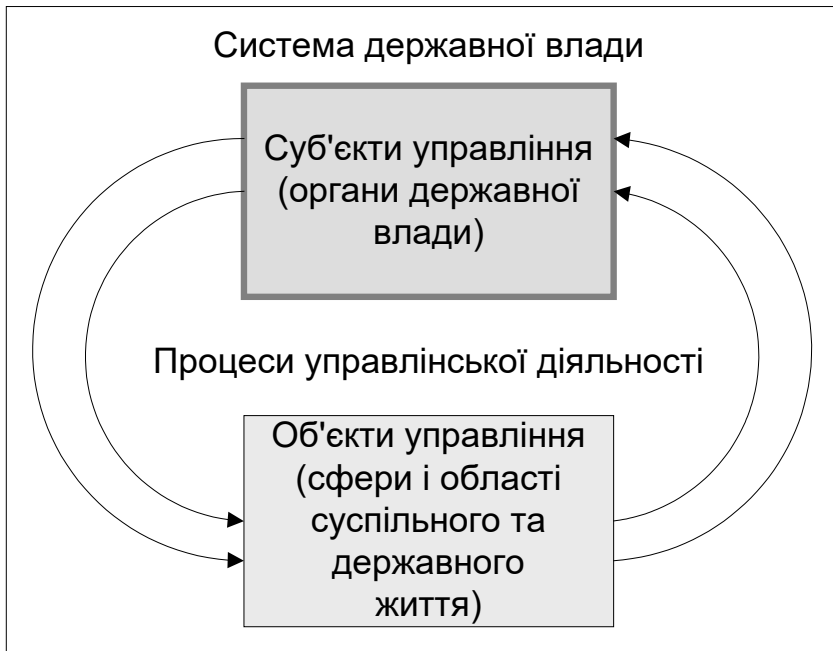 Система державної влади
Суб'єкти управління
(органи державної
влади)
Процеси управлінської діяльності
Об'єкти управління
(сфери і області
суспільного та
державного
життя)